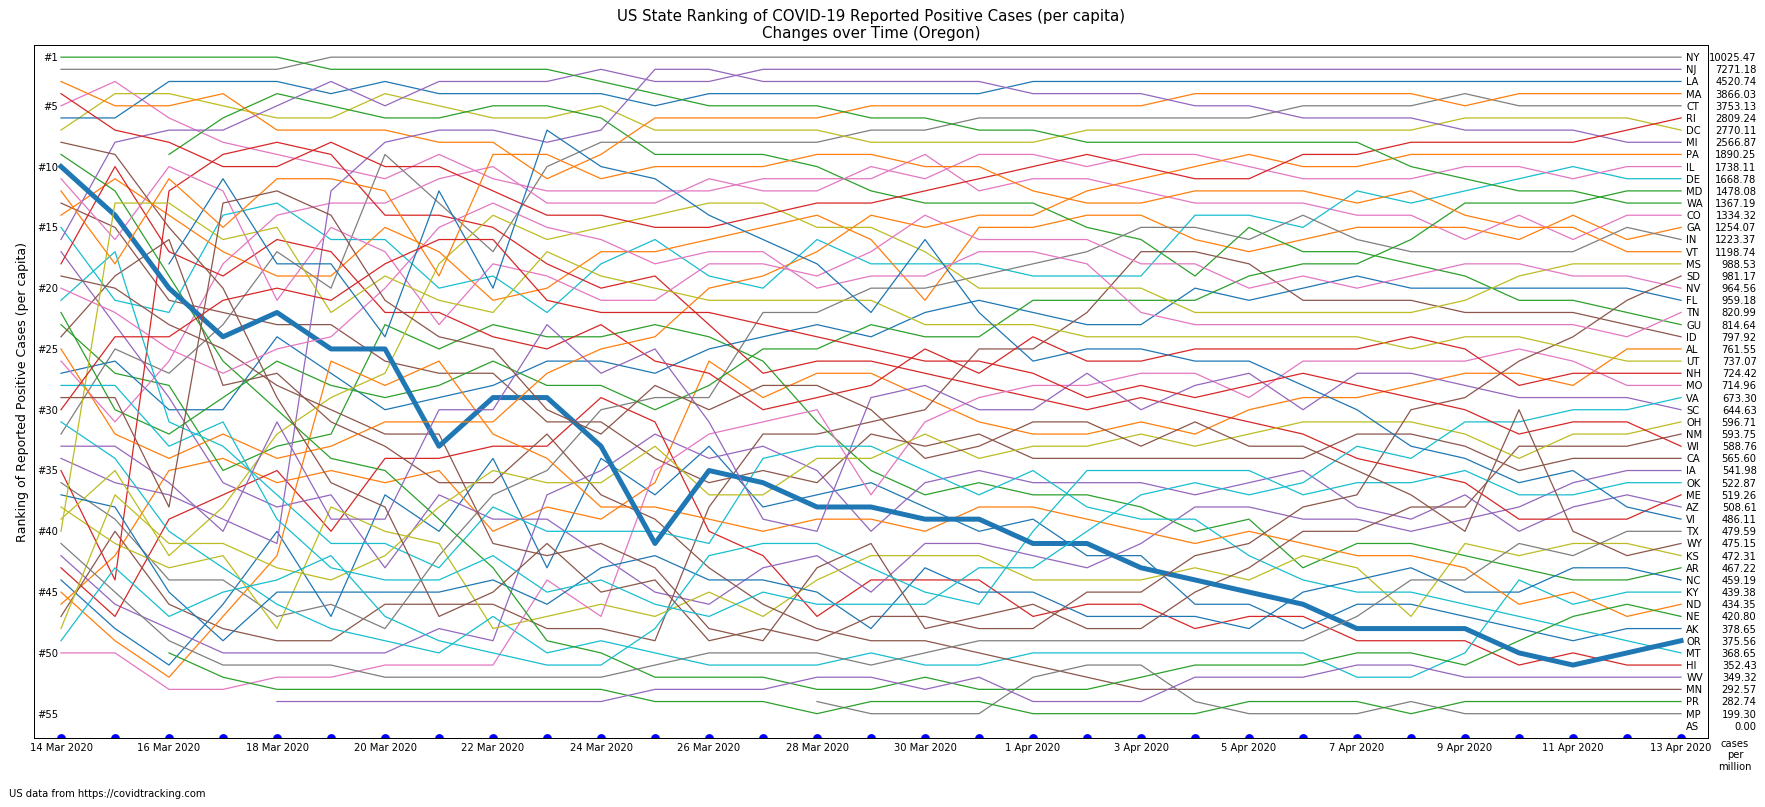 US State Ranking of COVID-19 Reported Positive Cases (per capita)
Changes over Time (Oregon)
Ranking of Reported Positive Cases (per capita)
#1
#5
#10
#15
#20
#25
#30
#35
#40
#45
#50
#55
NY 10025.47
NJ 7271.18
LA 4520.74
MA 3866.03
CT 3753.13
RI 2809.24
DC 2770.11
MI 2566.87
PA 1890.25
IL 1738.11
DE 1668.78
MD 1478.08
WA 1367.19
CO 1334.32
GA 1254.07
IN 1223.37
VT 1198.74
MS 988.53
SD 981.17
NV 964.56
FL 959.18
TN 820.99
GU 814.64
ID 797.92
AL 761.55
UT 737.07
NH 724.42
MO 714.96
VA 673.30
SC 644.63
OH 596.71
NM 593.75
WI 588.76
CA 565.60
IA 541.98
OK 522.87
ME 519.26
AZ 508.61
VI 486.11
TX 479.59
WY 475.15
KS 472.31
AR 467.22
NC 459.19
KY 439.38
ND 434.35
NE 420.80
AK 378.65
OR 375.56
MT 368.65
HI 352.43
WV 349.32
MN 292.57
PR 282.74
MP 199.30
AS 0.00
14 Mar 2020 16 Mar 2020 18 Mar 2020 20 Mar 2020 22 Mar 2020 24 Mar 2020 26 Mar 2020 28 Mar 2020 30 Mar 2020 1 Apr 2020 3 Apr 2020 5 Apr 2020 7 Apr 2020 9 Apr 2020 11 Apr 2020 13 Apr 2020
cases
per
million
US data from https://covidtracking.com